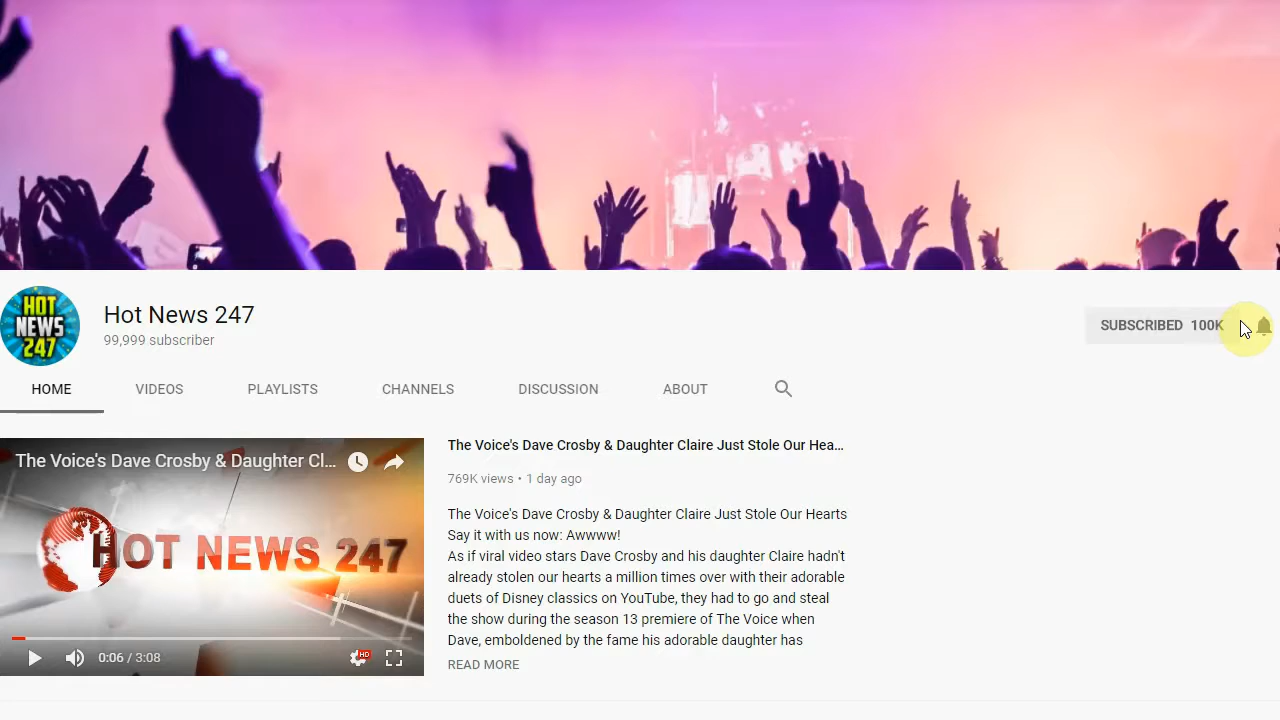 HOT
NEWS
247
Hot News 247
99,999 subscriber
SUBSCRIBED 100K
HOME VIDEOS PLAYLISTS CHANNELS DISCUSSION ABOUT
The Voice's Dave Crosby & Daughter Cl...
HOT NEWS 247
HD
0:06 / 3:08
The Voice's Dave Crosby & Daughter Claire Just Stole Our Hea...
769K views • 1 day ago
The Voice's Dave Crosby & Daughter Claire Just Stole Our Hearts
Say it with us now: Awwww!
As if viral video stars Dave Crosby and his daughter Claire hadn't
already stolen our hearts a million times over with their adorable
duets of Disney classics on YouTube, they had to go and steal
the show during the season 13 premiere of The Voice when
Dave, emboldened by the fame his adorable daughter has
READ MORE